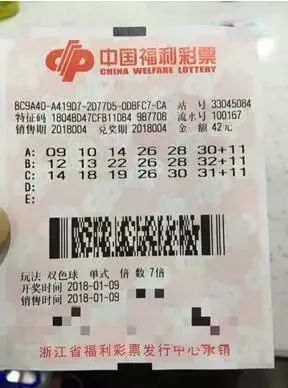 中国福利彩票
CHINA WELFARE LOTTERY
BC9A40-A419D7-2D77D5-0D8FC7-CA 站 号 33045084
特征码 18048D47CFB110B4 987708 流水号 100167
销售期 2018004 兑奖期 2018004 金 额 42元
A: 09 10 14 26 28 30+11
B: 12 13 22 26 28 32+11
C: 14 18 19 26 30 31+11
D:
E:
玩法 双色球 单式 倍数 7倍
开奖时间 2018-01-09
销售时间 2018-01-09
浙江省福利彩票发行中心承销